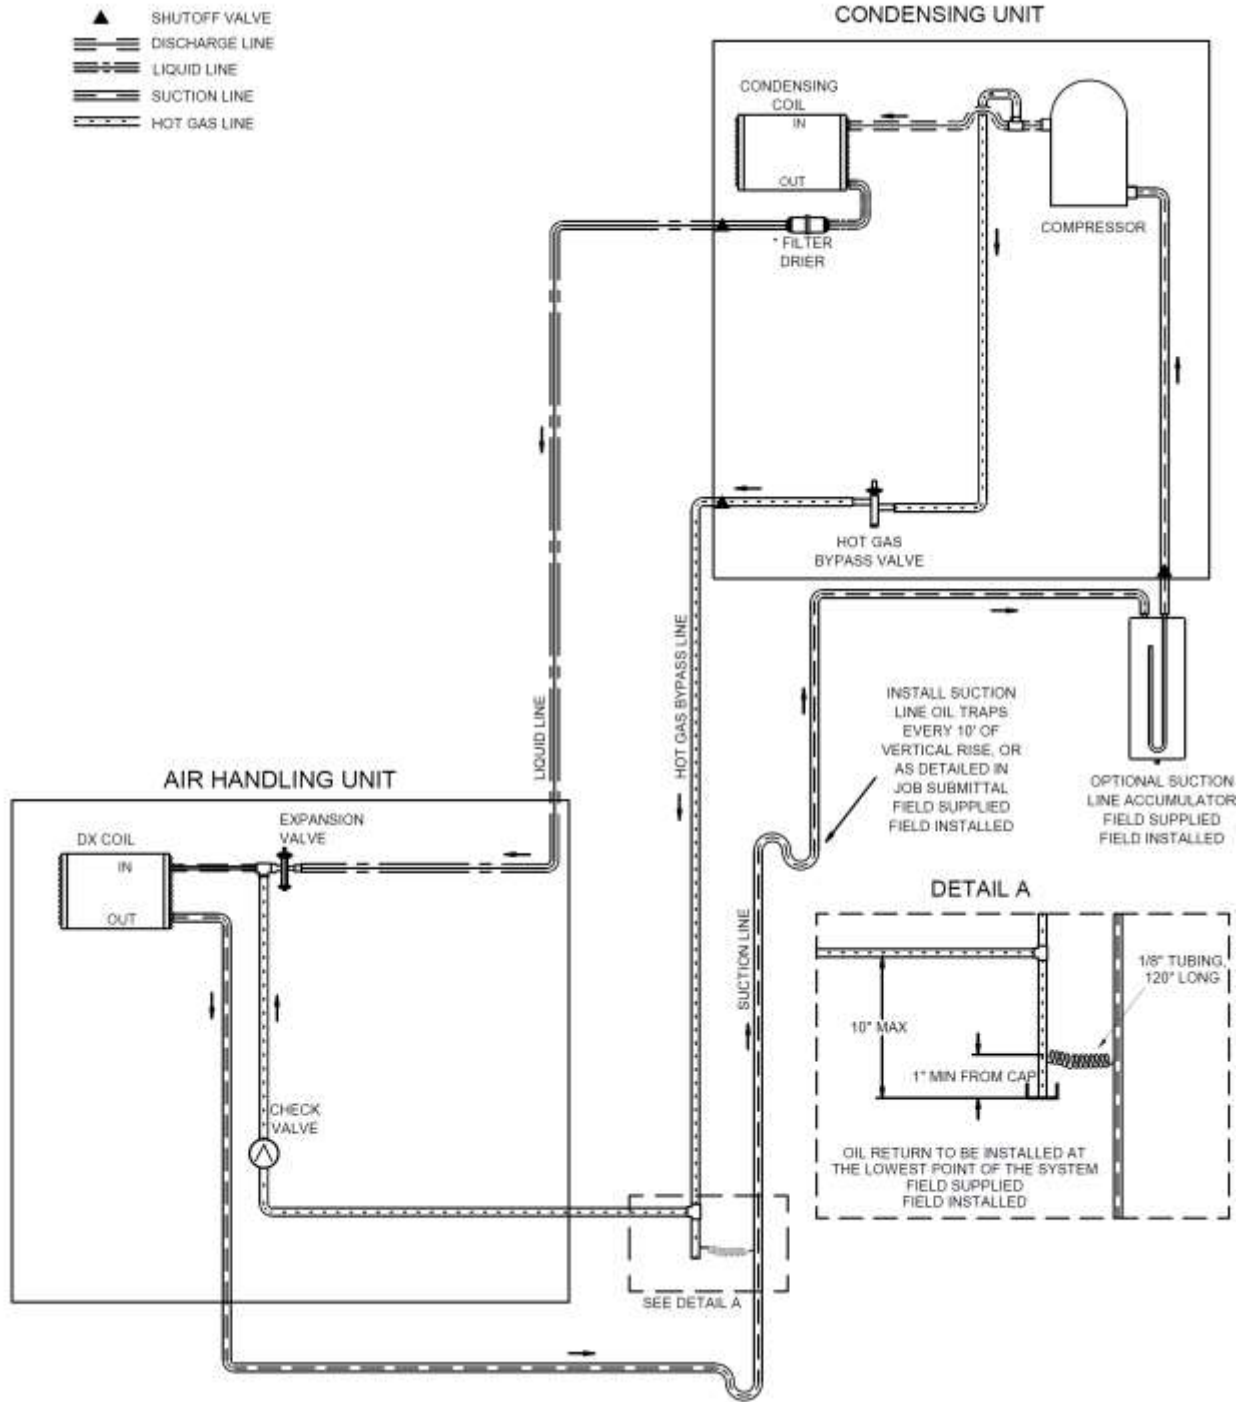 SHUTOFF VALVE
DISCHARGE LINE
LIQUID LINE
SUCTION LINE
HOT GAS LINE
CONDENSING UNIT
CONDENSING
COIL
IN
OUT
* FILTER
DRIER
COMPRESSOR
HOT GAS
BYPASS VALVE
LIQUID LINE
HOT GAS BYPASS LINE
SUCTION LINE
INSTALL SUCTION
LINE OIL TRAPS
EVERY 10' OF
VERTICAL RISE, OR
AS DETAILED IN
JOB SUBMITTAL
FIELD SUPPLIED
FIELD INSTALLED
OPTIONAL SUCTION
LINE ACCUMULATOR
FIELD SUPPLIED
FIELD INSTALLED
AIR HANDLING UNIT
DX COIL
IN
OUT
EXPANSION
VALVE
CHECK
VALVE
SEE DETAIL A
DETAIL A
1/8" TUBING,
120" LONG
10" MAX
1" MIN FROM CAP
OIL RETURN TO BE INSTALLED AT
THE LOWEST POINT OF THE SYSTEM
FIELD SUPPLIED
FIELD INSTALLED